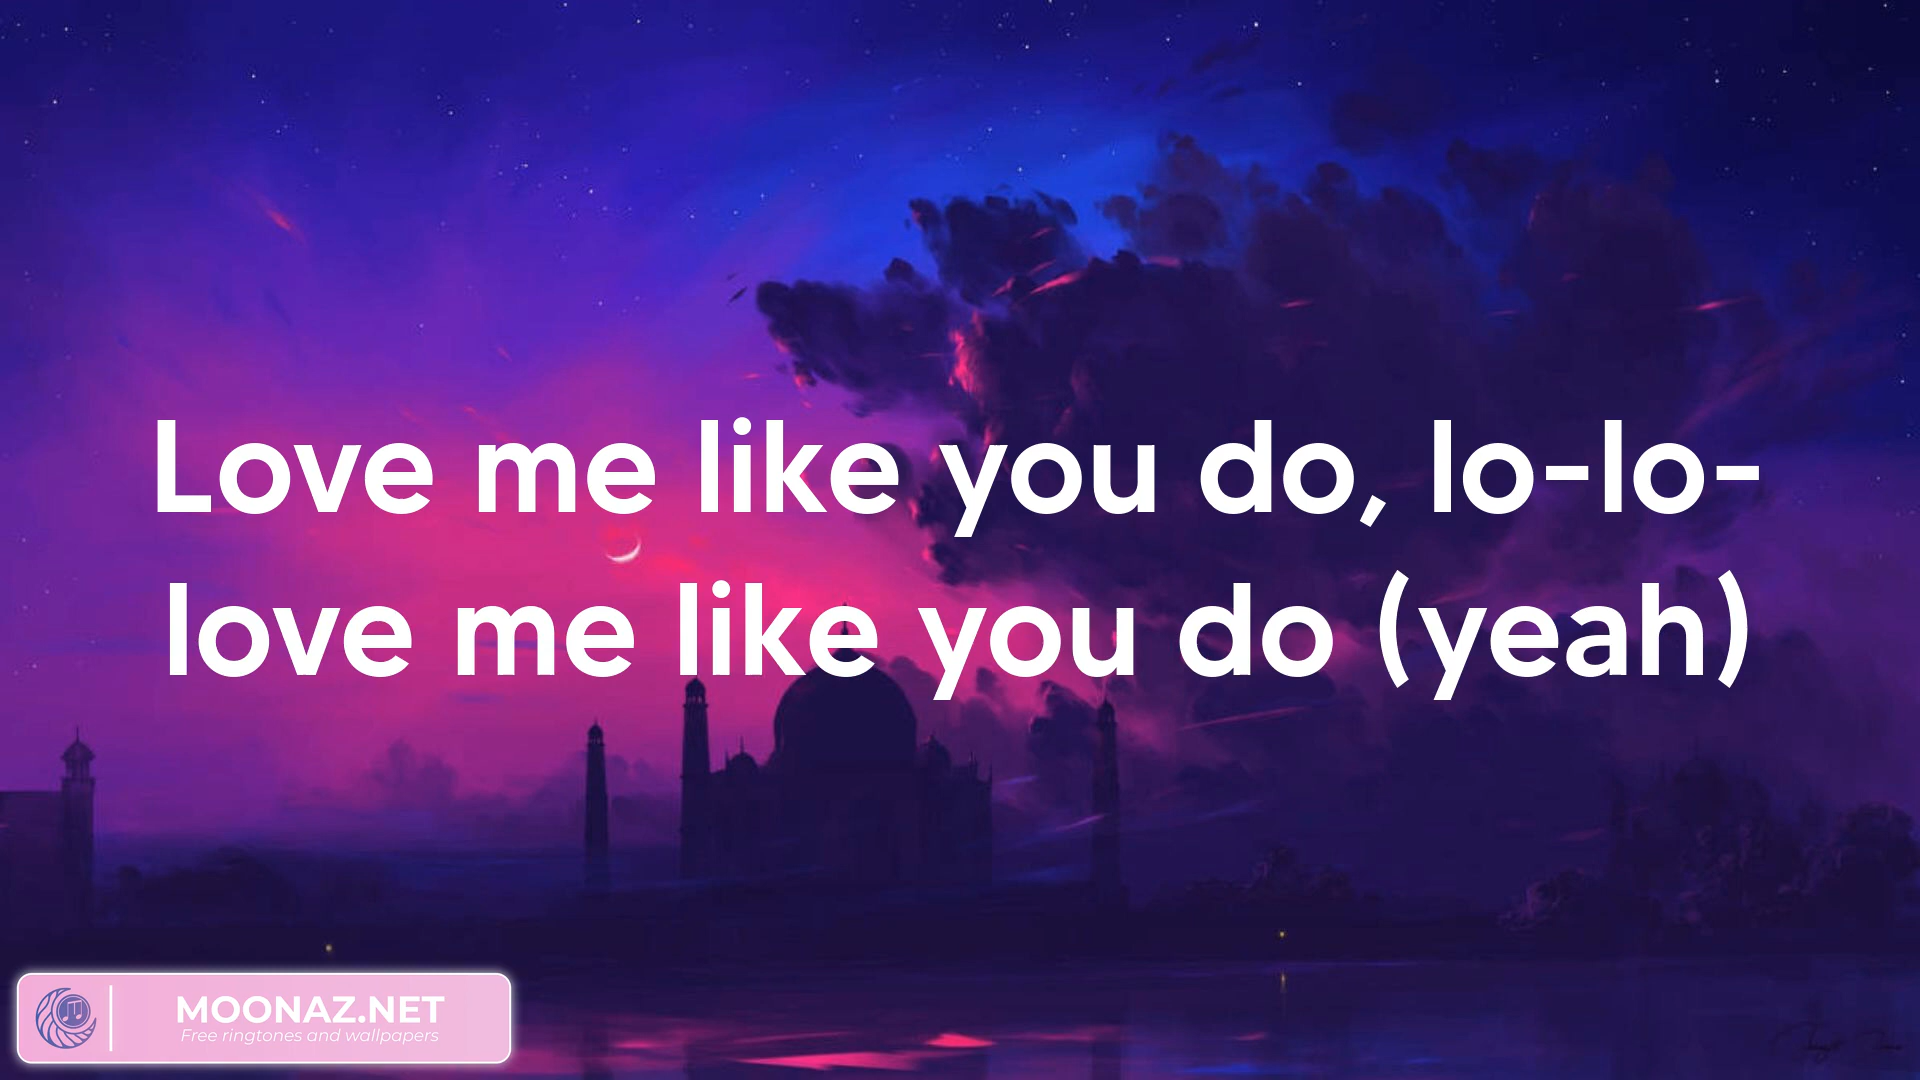 Love me like you do, lo-lo-
love me like you do (yeah)
MOONAZ.NET
Free ringtones and wallpapers